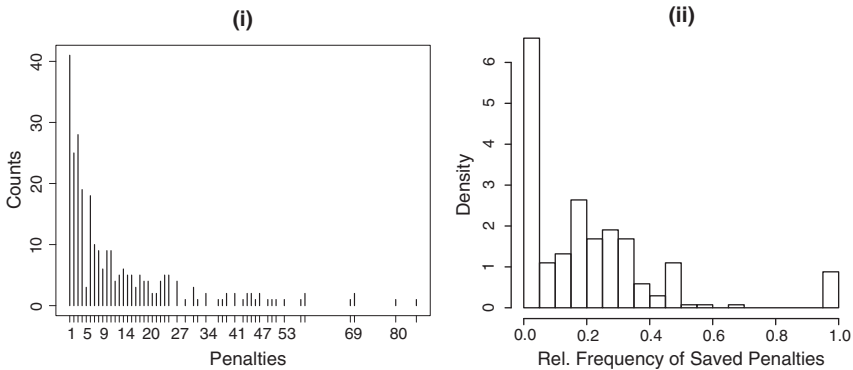 (i)
40
30
20
10
0
Counts
1 5 9 14 20 27 34 41 47 53 69 80
Penalties
(ii)
6
5
4
3
2
1
0
Density
0.0 0.2 0.4 0.6 0.8 1.0
Rel. Frequency of Saved Penalties